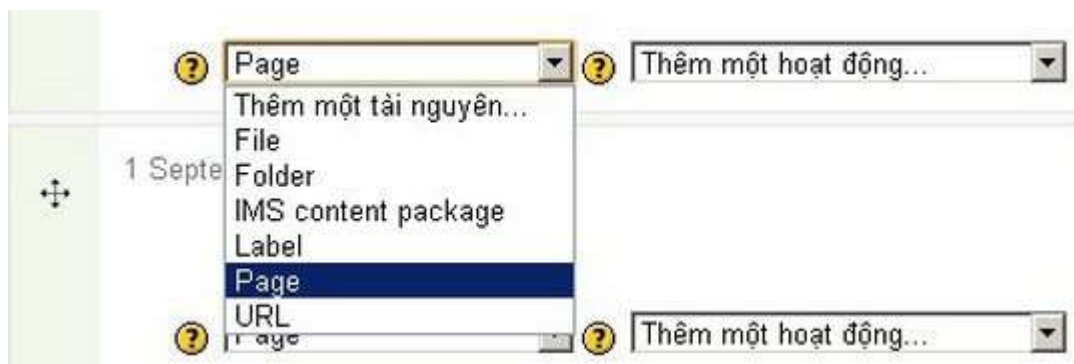 Page
Thêm một hoạt động...
Thêm một tài nguyên...
File
1 Septe
Folder
IMS content package
Label
Page
URL
Page
Thêm một hoạt động...